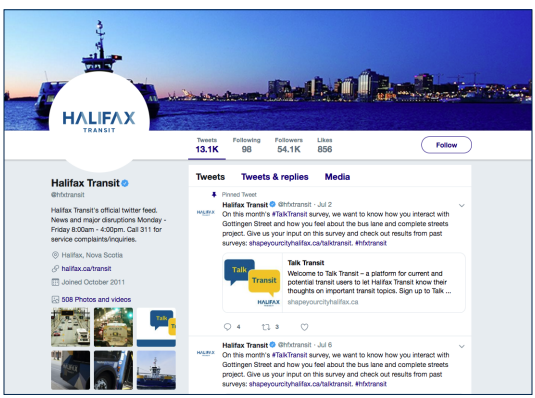 HALIFAX
TRANSIT
Tweets Following Followers Likes
13.1K 98 54.1K 856
Follow
Halifax Transit
@hfxtransit
Halifax Transit's official twitter feed.
News and major disruptions Monday -
Friday 8:00am - 4:00pm. Call 311 for
service complaints/inquiries.
Halifax, Nova Scotia
halifax.ca/transit
Joined October 2011
508 Photos and videos
Talk
Tweets Tweets & replies Media
Pinned Tweet
HALIFAX
Halifax Transit @hfxtransit · Jul 2
On this month's #TalkTransit survey, we want to know how you interact with
Gottingen Street and how you feel about the bus lane and complete streets
project. Give us your input on this survey and check out results from past
surveys: shapeyourcityhalifax.ca/talktransit. #hfxtransit
Talk
Transit
HALIFAX
Talk Transit
Welcome to Talk Transit – a platform for current and
potential transit users to let Halifax Transit know their
thoughts on important transit topics. Sign up to Talk ...
shapeyourcityhalifax.ca
4 3
HALIFAX
Halifax Transit @hfxtransit · Jul 6
On this month's #TalkTransit survey, we want to know how you interact with
Gottingen Street and how you feel about the bus lane and complete streets
project. Give us your input on this survey and check out results from past
surveys: shapeyourcityhalifax.ca/talktransit. #hfxtransit